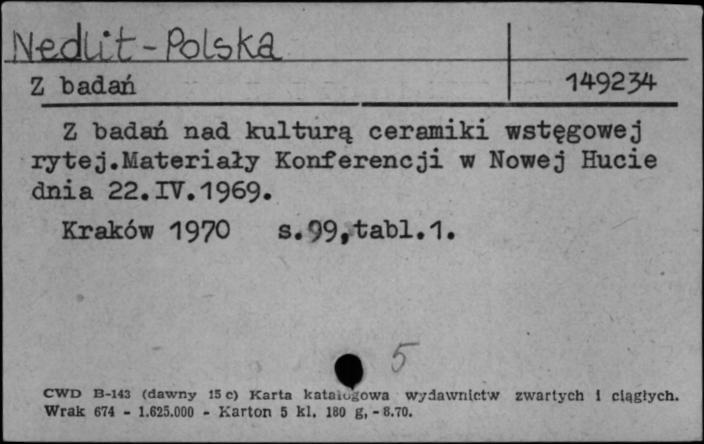 Nedlit-Polska
Z badań 149234
Z badań nad kulturą ceramiki wstęgowej
rytej.Materiały Konferencji w Nowej Hucie
dnia 22.IV.1969.
Kraków 1970 s.99,tabl.1.
5
CWD B-143 (dawny 15 c) Karta katalogowa wydawnictw zwartych i ciągłych.
Wrak 674 - 1.625.000 - Karton 5 kl. 180 g, -8.70.